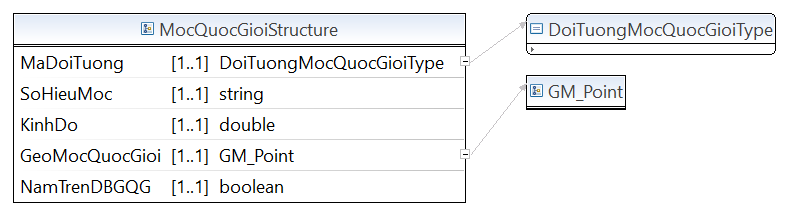 MocQuocGioiStructure
MaDoiTuong [1..1] DoiTuongMocQuocGioiType
SoHieuMoc [1..1] string
KinhDo [1..1] double
GeoMocQuocGioi [1..1] GM_Point
NamTrenDBGQG [1..1] boolean
DoiTuongMocQuocGioiType
GM_Point